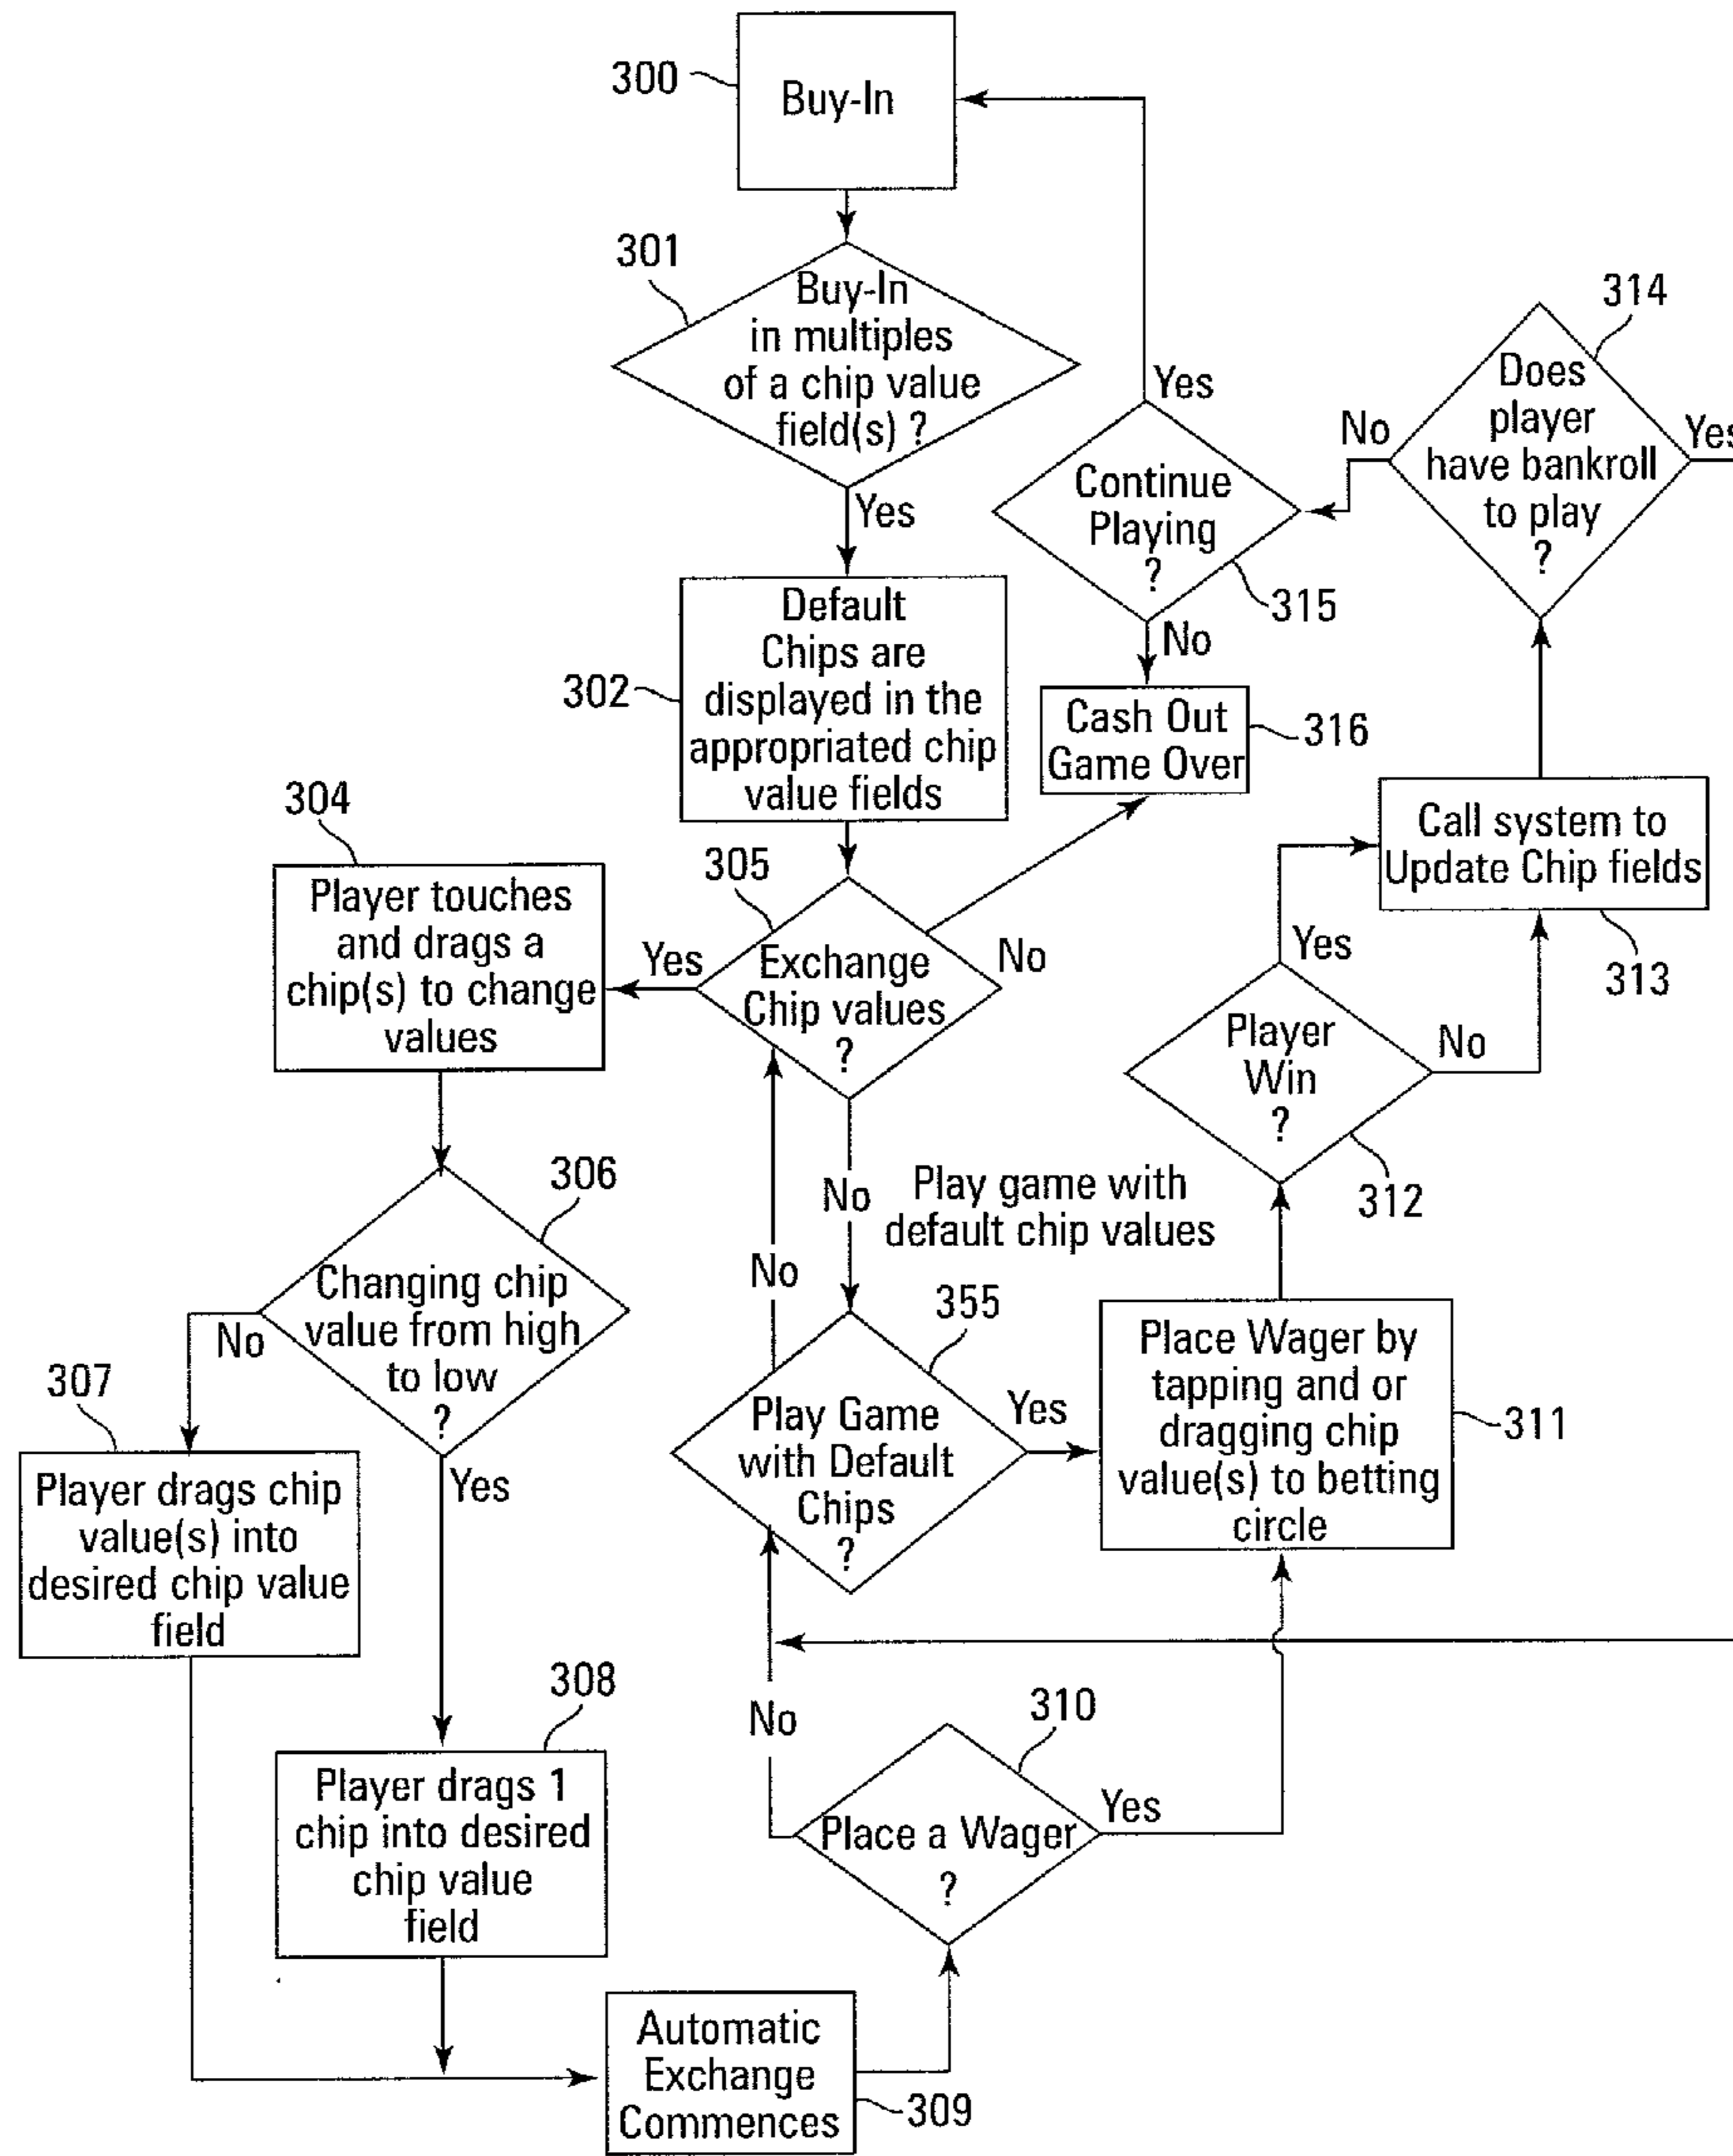 300
Buy-In
301
Buy-In
in multiples
of a chip value
field(s) ?
Yes
302
Default
Chips are
displayed in the
appropriated chip
value fields
314
Does
player
have bankroll
to play
?
No
Yes
Yes
Continue
Playing
?
315
No
Cash Out
Game Over
316
304
Player touches
and drags a
chip(s) to change
values
305
Yes
Exchange
Chip values
?
No
Call system to
Update Chip fields
313
Yes
Player
Win
?
No
312
306
Changing chip
value from high
to low
?
No
Yes
No
Play game with
default chip values
No
355
Play Game
with Default
Chips
?
Yes
Place Wager by
tapping and or
dragging chip
value(s) to betting
circle
311
307
Player drags chip
value(s) into
desired chip value
field
308
Player drags 1
chip into desired
chip value
field
No
310
Place a Wager
?
Yes
Automatic
Exchange
Commences
309